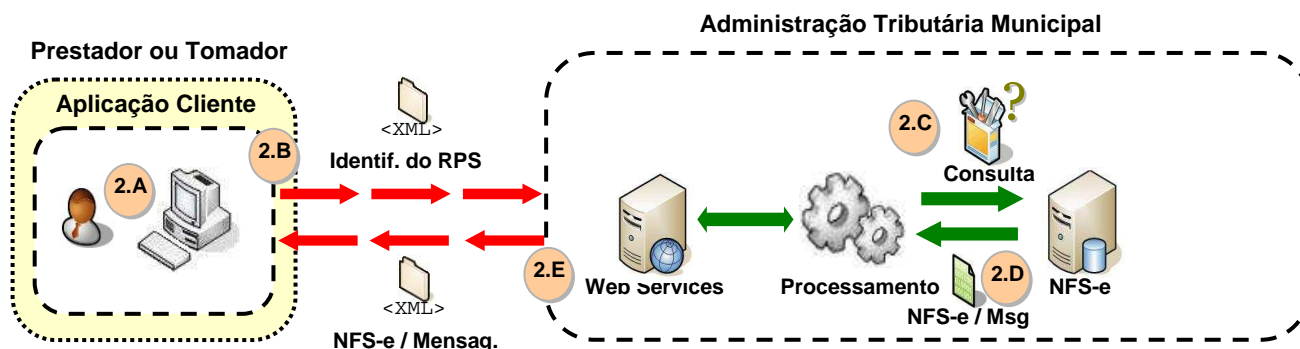 Administração Tributária Municipal
Prestador ou Tomador
Aplicação Cliente
2.A
2.B
<XML>
Identif. do RPS
<XML>
NFS-e / Mensag.
2.C
Consulta
2.E
Web Services
Processamento
2.D
NFS-e
NFS-e / Msg